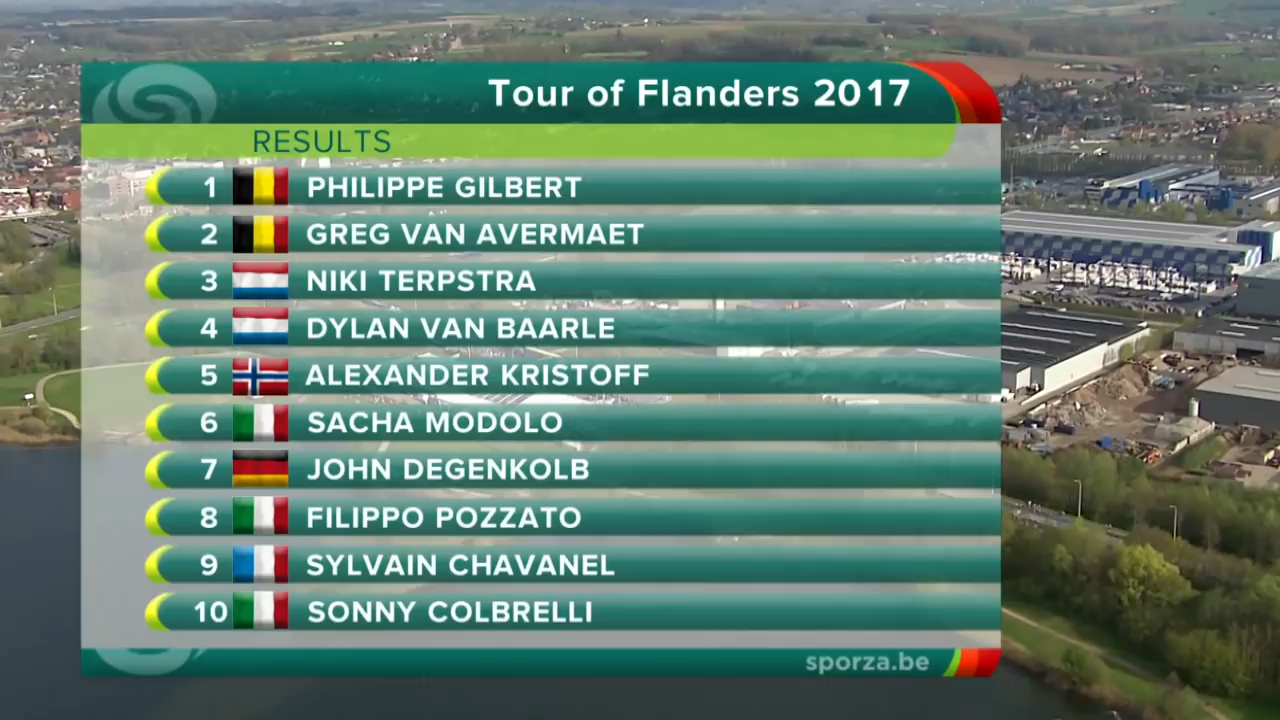 Tour of Flanders 2017
RESULTS
1 PHILIPPE GILBERT
2 GREG VAN AVERMAET
3 NIKI TERPSTRA
4 DYLAN VAN BAARLE
5 ALEXANDER KRISTOFF
6 SACHA MODOLO
7 JOHN DEGENKOLB
8 FILIPPO POZZATO
9 SYLVAIN CHAVANEL
10 SONNY COLBRELLI
sporza.be